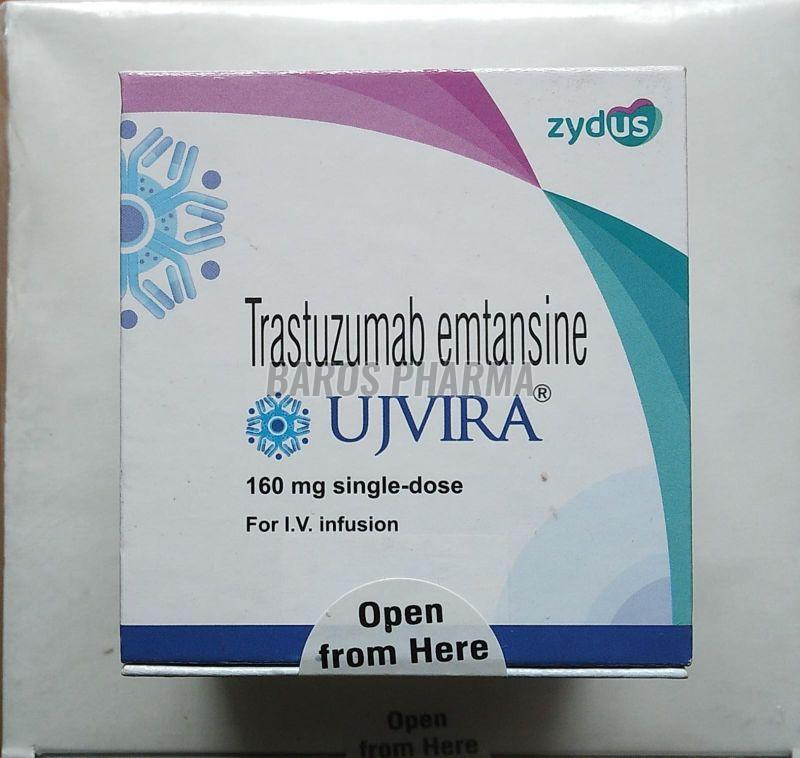 zydus
Trastuzumab emtansine
BAROS PHARMA
UJVIRA®
160 mg single-dose
For I.V. infusion
Open
from Here
Open
from Here